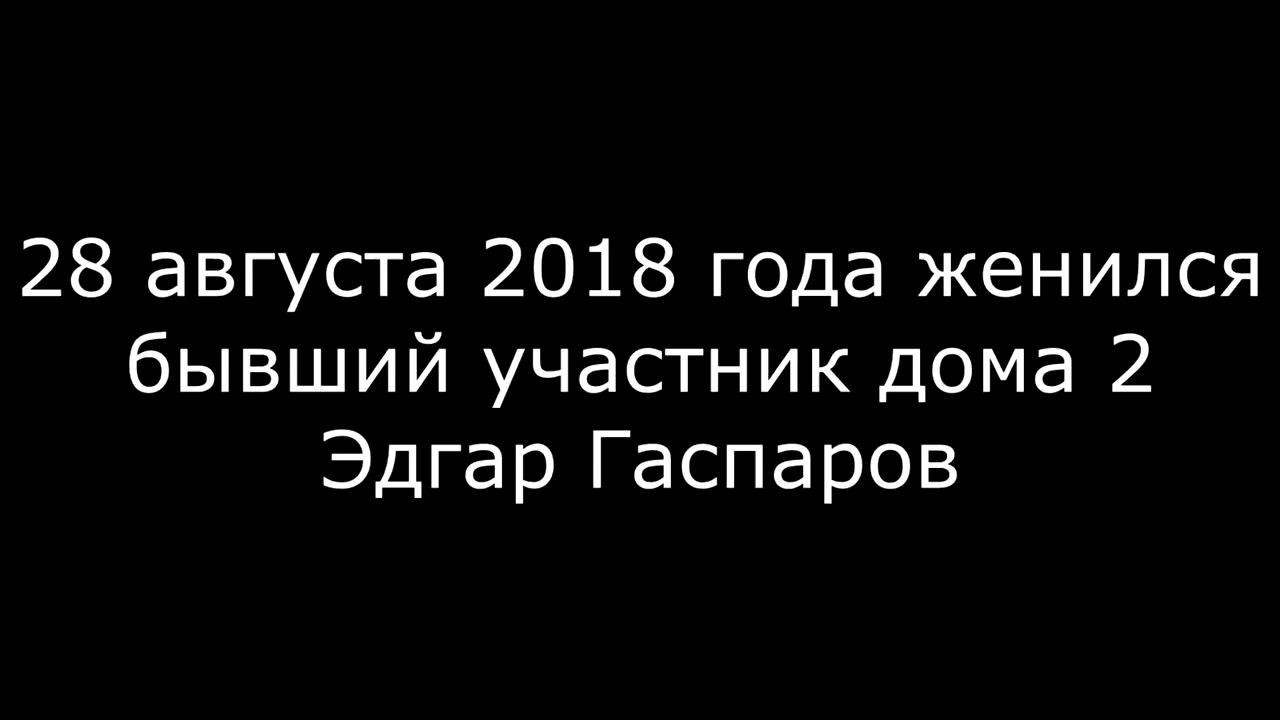 28 августа 2018 года женился
бывший участник дома 2
Эдгар Гаспаров